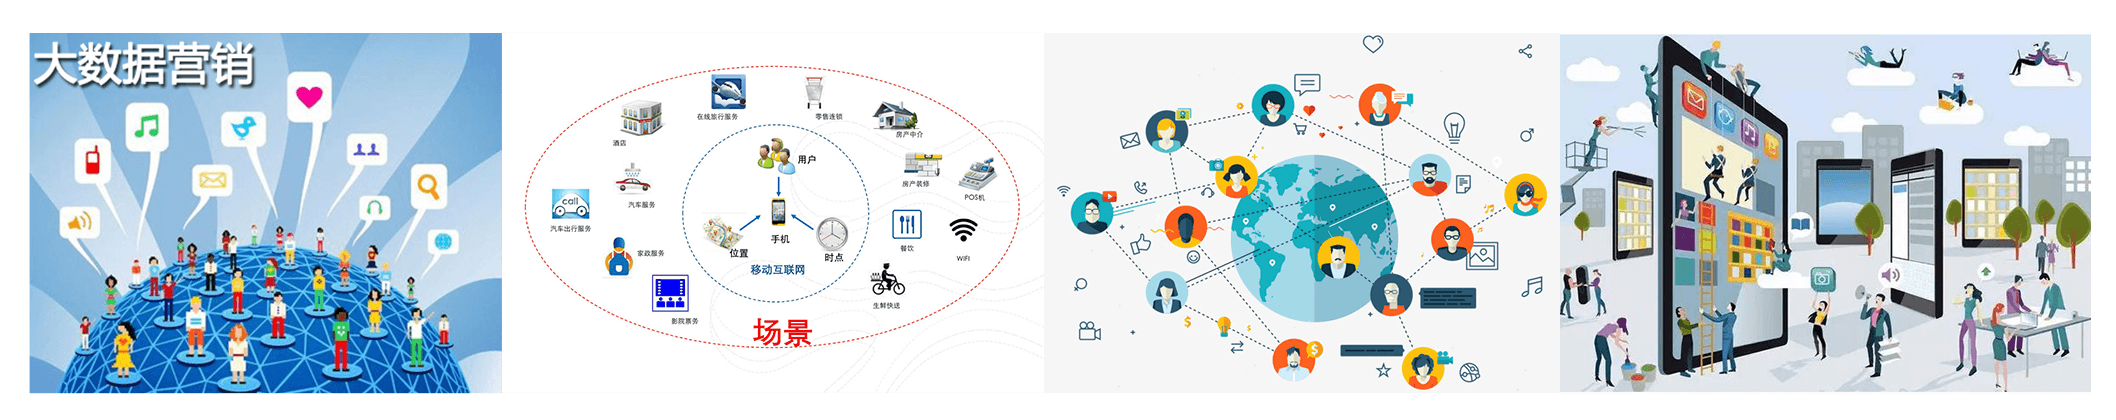 大数据营销
在线旅行服务
零售连锁
房产中介
酒店
用户
房产装修
POS机
汽车服务
call
汽车出行服务
手机
位置
时点
餐饮
WIFI
家政服务
移动互联网
生鲜快送
影院票务
场景